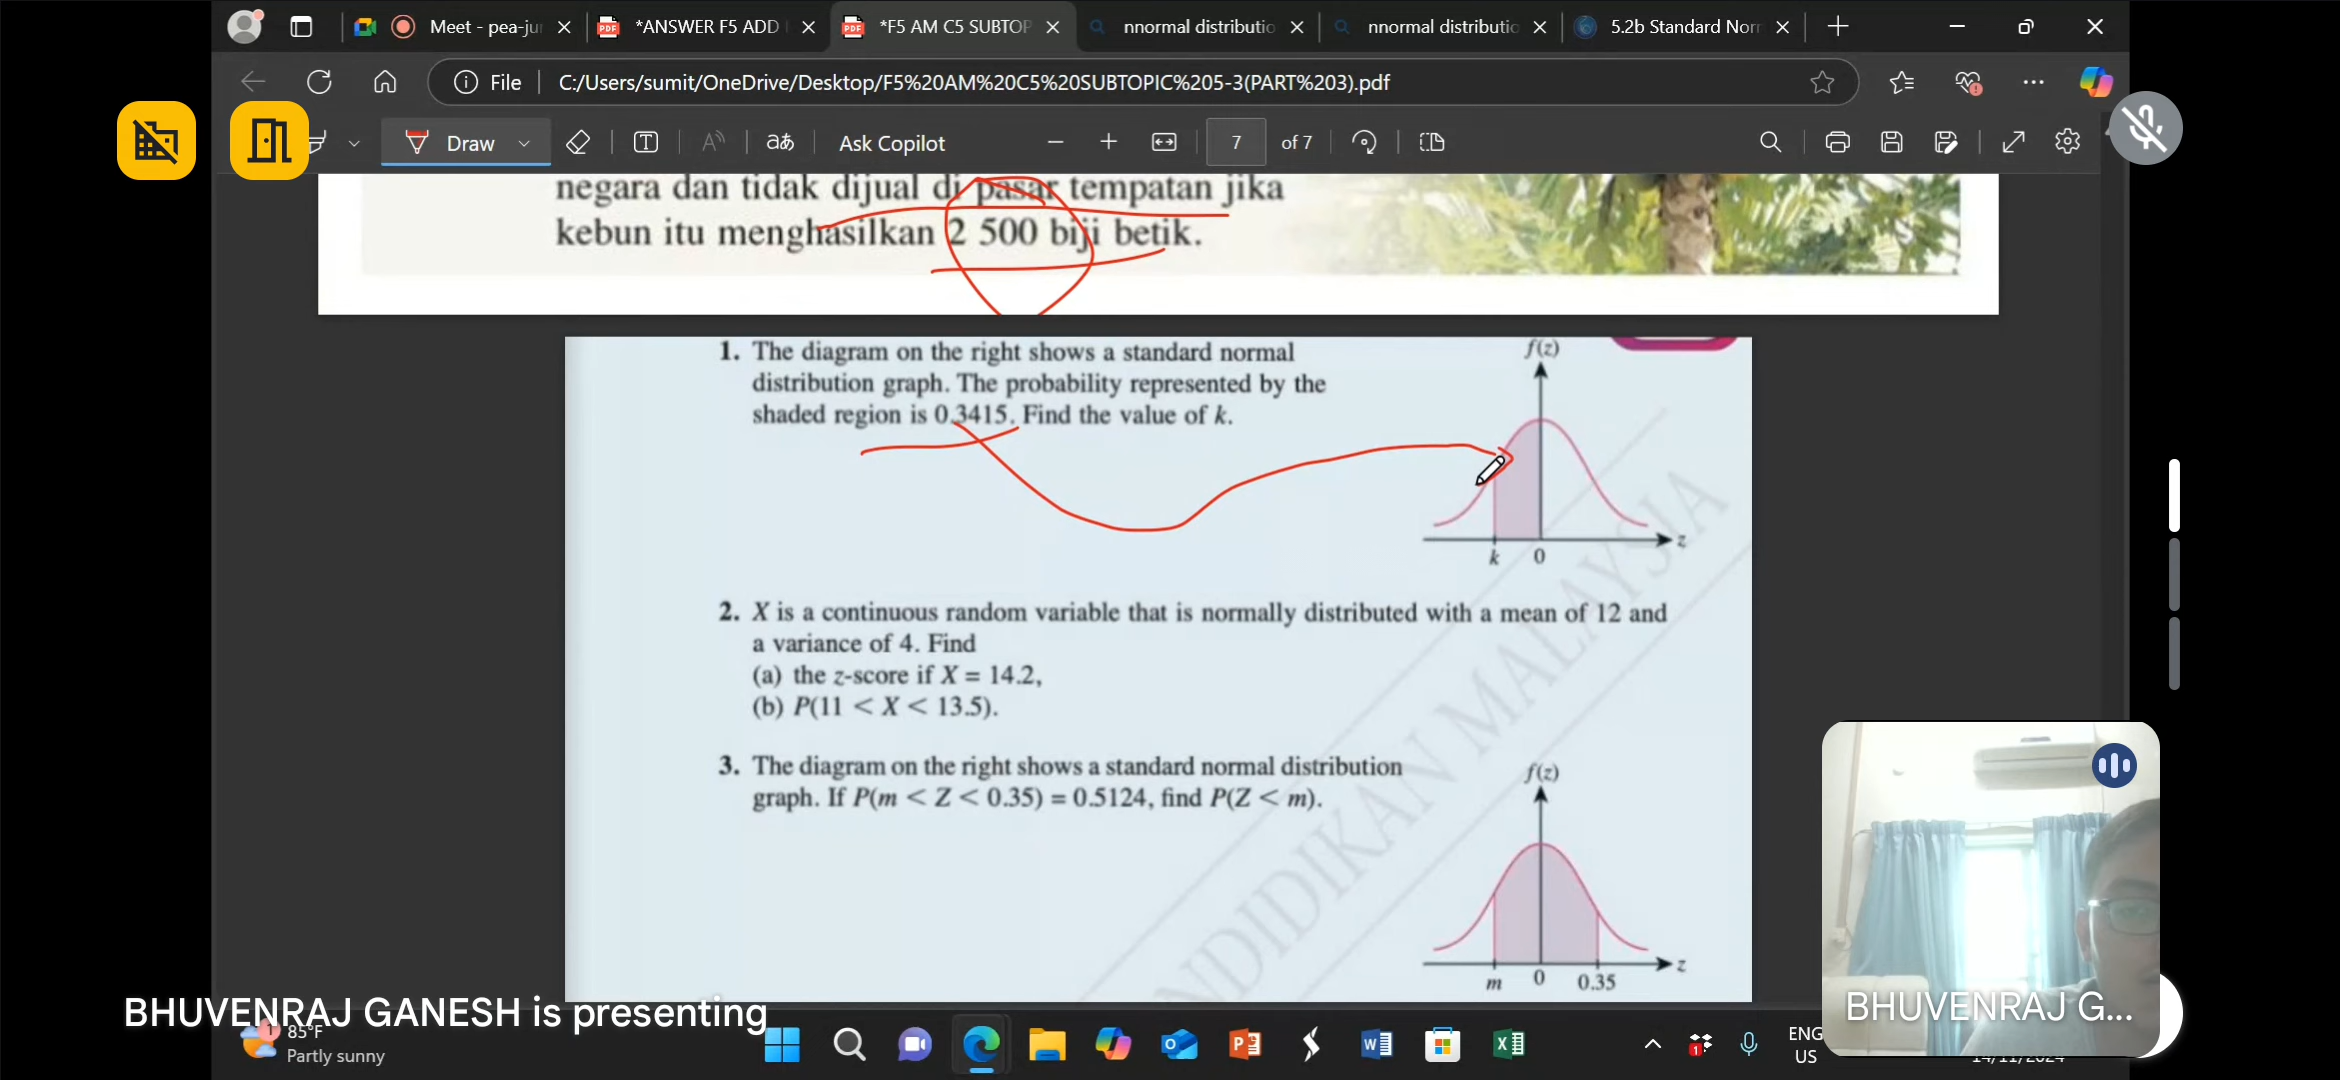 Meet - pea-ju
*ANSWER F5 ADD
*F5 AM C5 SUBTOP
nnormal distributio
nnormal distributic
5.2b Standard Norr
File
C:/Users/sumit/OneDrive/Desktop/F5%20AM%20C5%20SUBTOPIC%205-3(PART%203).pdf
Draw
aあ
Ask Copilot
7
of 7
negara dan tidak dijual di pasar tempatan jika
kebun itu menghasilkan 2 500 biji betik.
1. The diagram on the right shows a standard normal
distribution graph. The probability represented by the
shaded region is 0.3415. Find the value of k.
f(z)
k 0 z
2. X is a continuous random variable that is normally distributed with a mean of 12 and
a variance of 4. Find
(a) the z-score if X = 14.2,
(b) P(11 < X < 13.5).
3. The diagram on the right shows a standard normal distribution
graph. If P(m < Z < 0.35) = 0.5124, find P(Z < m).
f(z)
m 0 0.35 z
NDIDIKAN MALAYSIA
BHUVENRAJ GANESH is presenting
BHUVENRAJ G...
85°F
Partly sunny
ENG
US